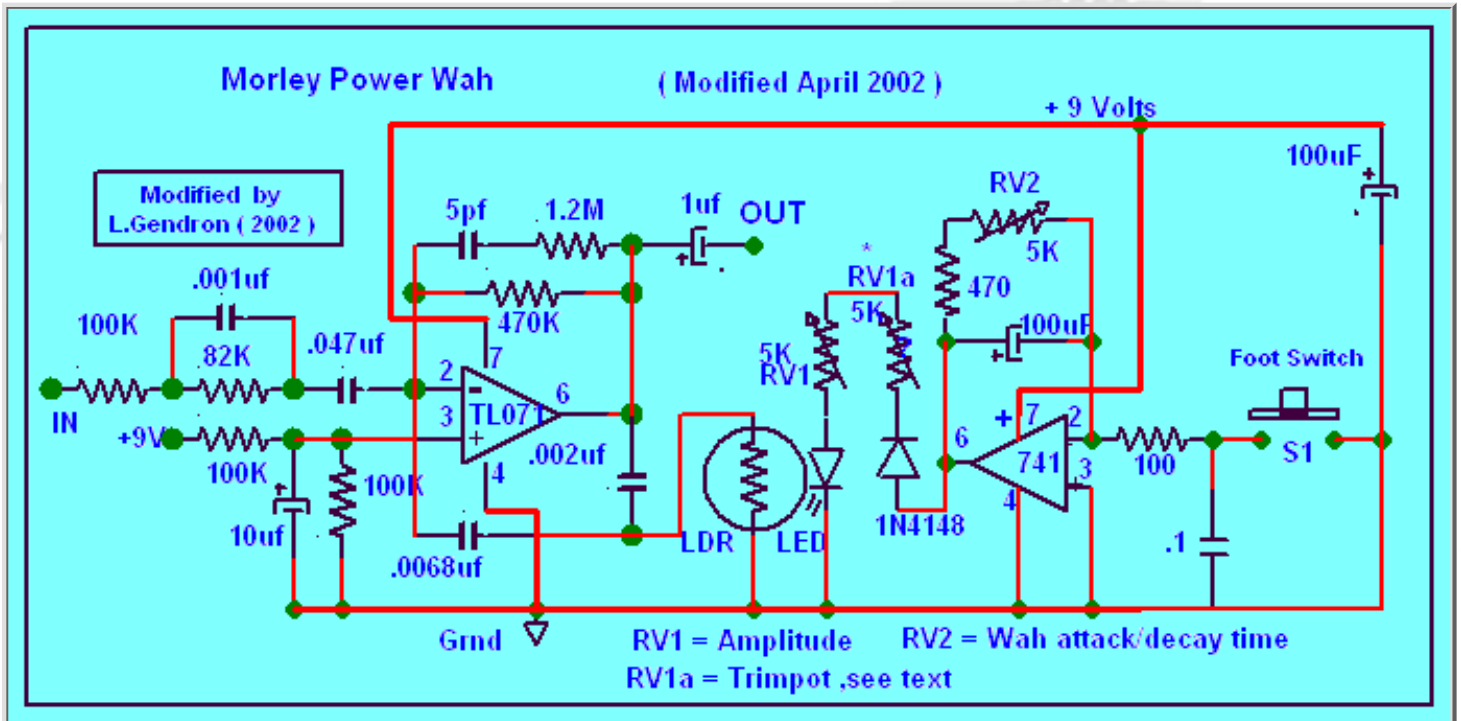 Morley Power Wah ( Modified April 2002 )
+ 9 Volts
100uF
+
Modified by
L.Gendron ( 2002 )
RV2
5K
5pf
1.2M
1uf
OUT
+
*
RV1a
5K
470
.001uf
100K
470K
100uF
+
.82K
.047uf
5K
RV1
Foot Switch
7
2
-
6
IN
3
TL071
+
+9V
.002uf
4
100K
100K
+
10uf
6
+
7
2
-
741
3
+
4
100
S1
LDR
LED
1N4148
.1
.0068uf
Grnd
RV1 = Amplitude
RV2 = Wah attack/decay time
RV1a = Trimpot ,see text